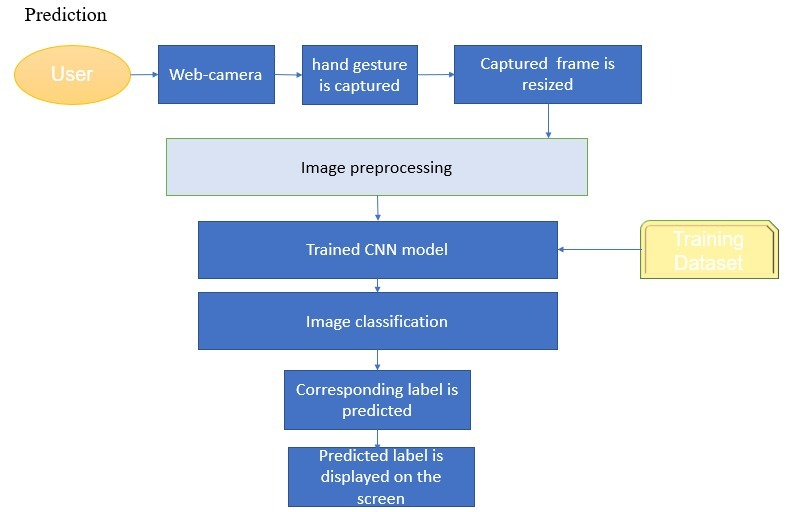 Prediction
User
Web-camera
hand gesture
is captured
Captured frame is
resized
Image preprocessing
Trained CNN model
Training
Dataset
Image classification
Corresponding label is
predicted
Predicted label is
displayed on the
screen